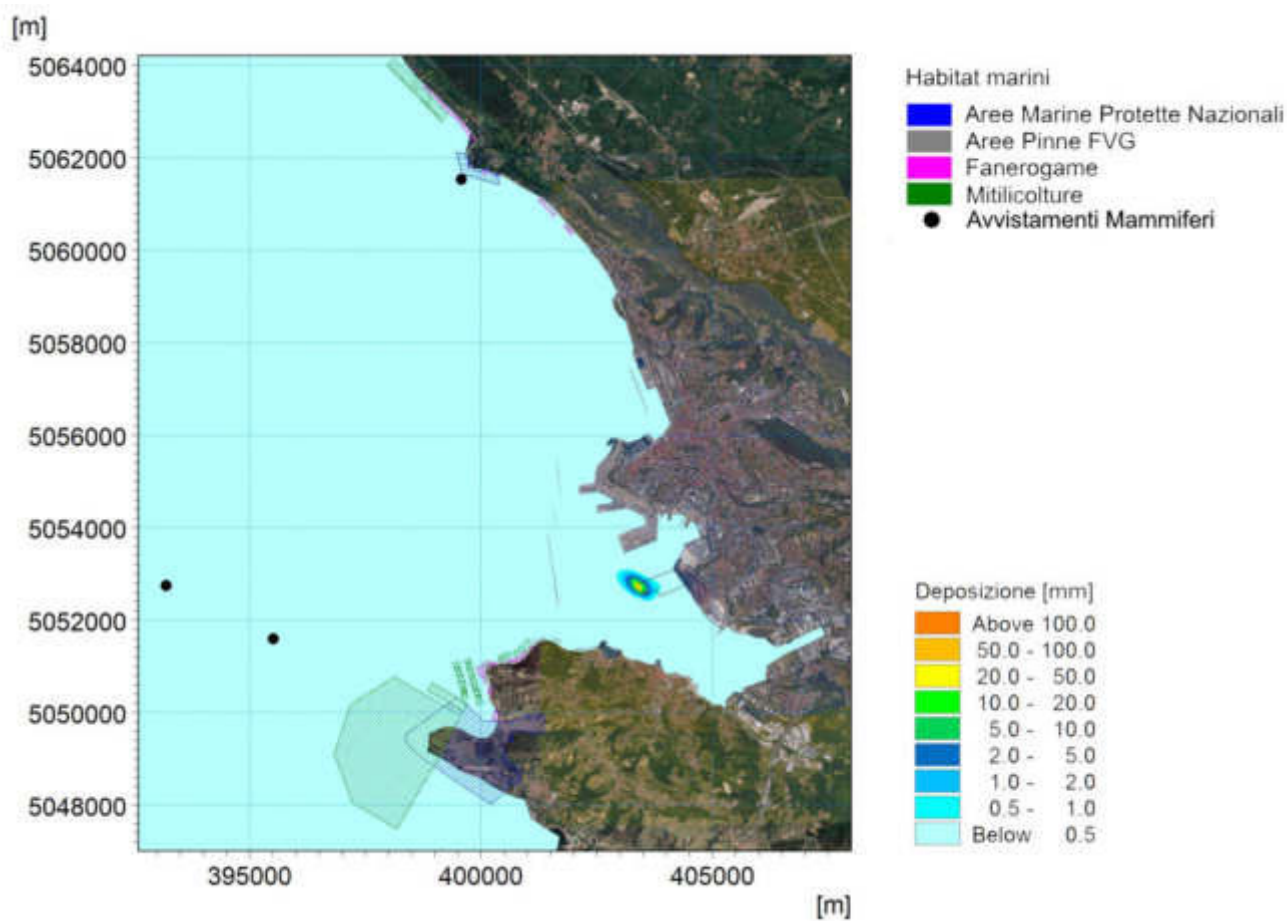 [m]
5064000
5062000
5060000
5058000
5056000
5054000
5052000
5050000
5048000
395000
400000
405000
[m]
Habitat marini
Aree Marine Protette Nazionali
Aree Pinne FVG
Fanerogame
Mitilicolture
Avvistamenti Mammiferi
Deposizione [mm]
Above 100.0
50.0 - 100.0
20.0 - 50.0
10.0 - 20.0
5.0 - 10.0
2.0 - 5.0
1.0 - 2.0
0.5 - 1.0
Below 0.5